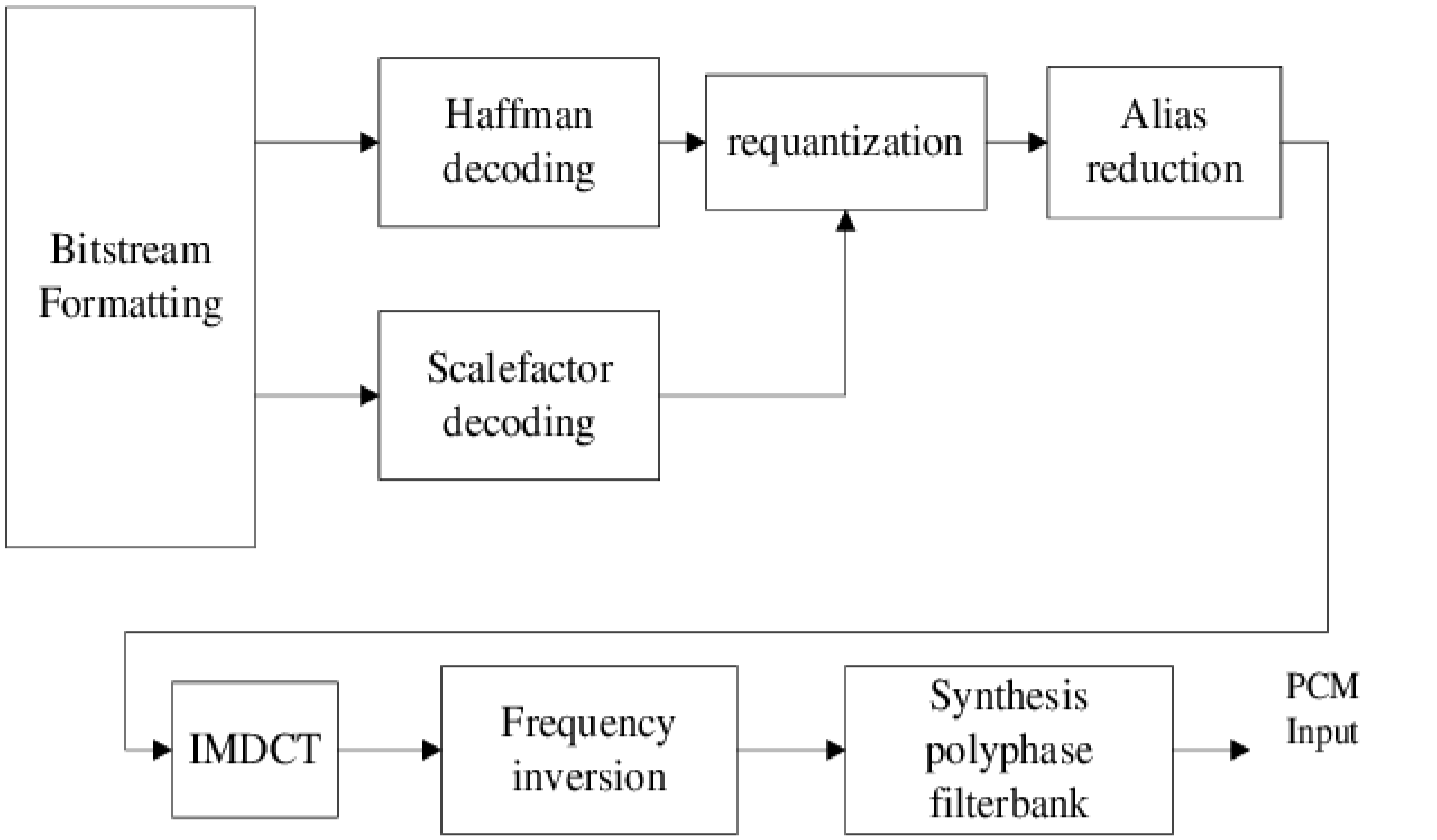 Bitstream
Formatting
Haffman
decoding
requantization
Alias
reduction
Scalefactor
decoding
IMDCT
Frequency
inversion
Synthesis
polyphase
filterbank
PCM
Input